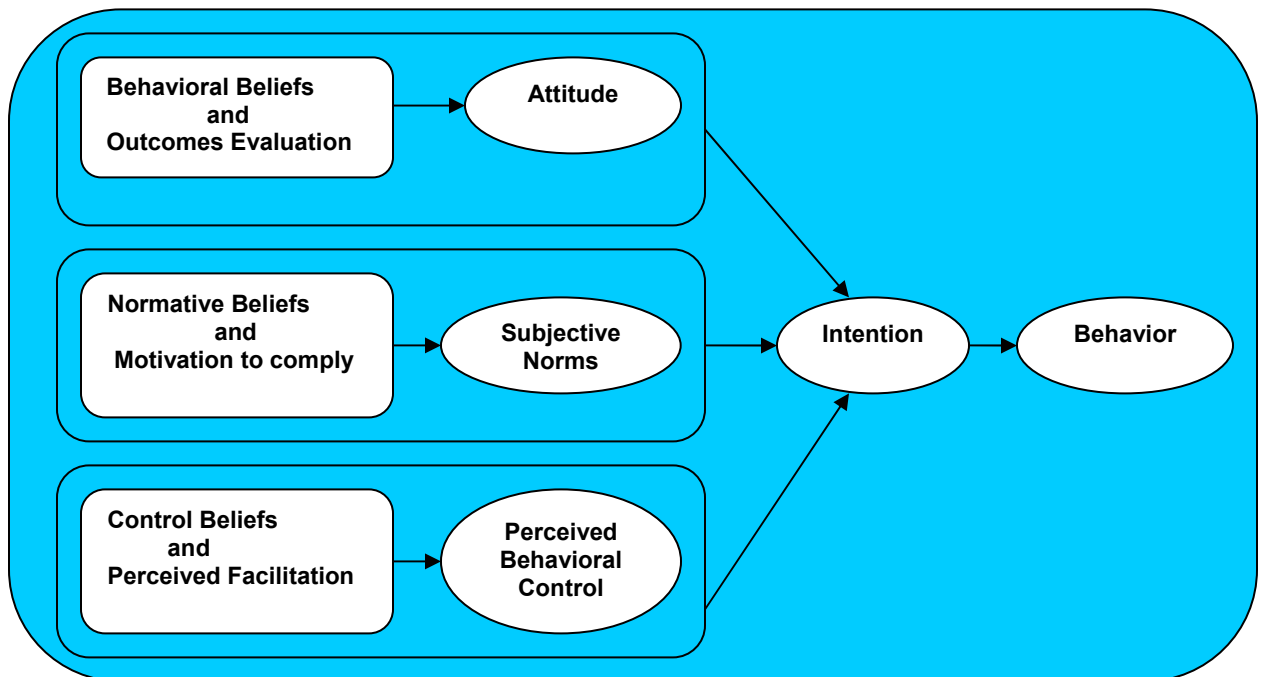 Behavioral Beliefs
and
Outcomes Evaluation
Attitude
Normative Beliefs
and
Motivation to comply
Subjective
Norms
Control Beliefs
and
Perceived Facilitation
Perceived
Behavioral
Control
Intention
Behavior